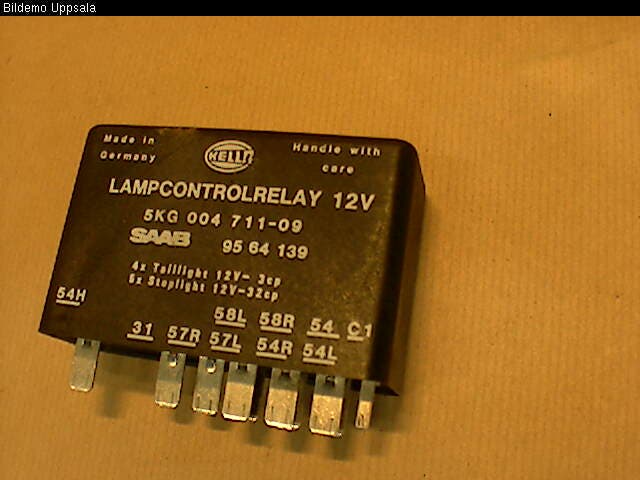 Bildemo Uppsala
Made in Germany
HELLA
Handle with care
LAMPCONTROLRELAY 12V
5KG 004 711-09
SAAB 95 64 139
4x Taillight 12V- 3cp
5x Stoplight 12V-32cp
54H
58L 58R 54 C1
31 57R 57L 54R 54L